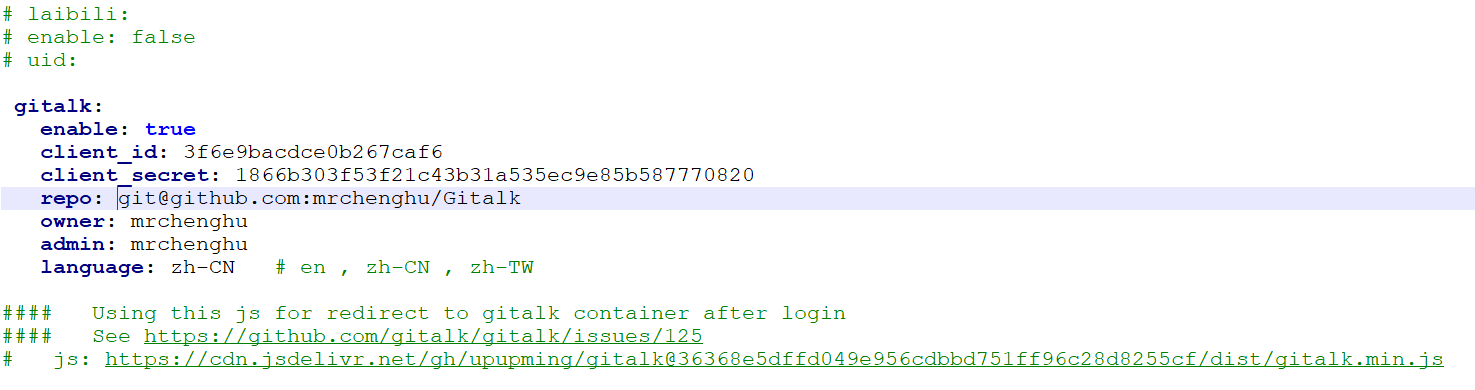 # laibili:
# enable: false
# uid:
gitalk:
enable: true
client_id: 3f6e9bacdce0b267caf6
client_secret: 1866b303f53f21c43b31a535ec9e85b587770820
repo: git@github.com:mrchenghu/Gitalk
owner: mrchenghu
admin: mrchenghu
language: zh-CN   # en , zh-CN , zh-TW
####   Using this js for redirect to gitalk container after login
####   See https://github.com/gitalk/gitalk/issues/125
#   js: https://cdn.jsdelivr.net/gh/upupming/gitalk@36368e5dffd049e956cdbbd751ff96c28d8255cf/dist/gitalk.min.js